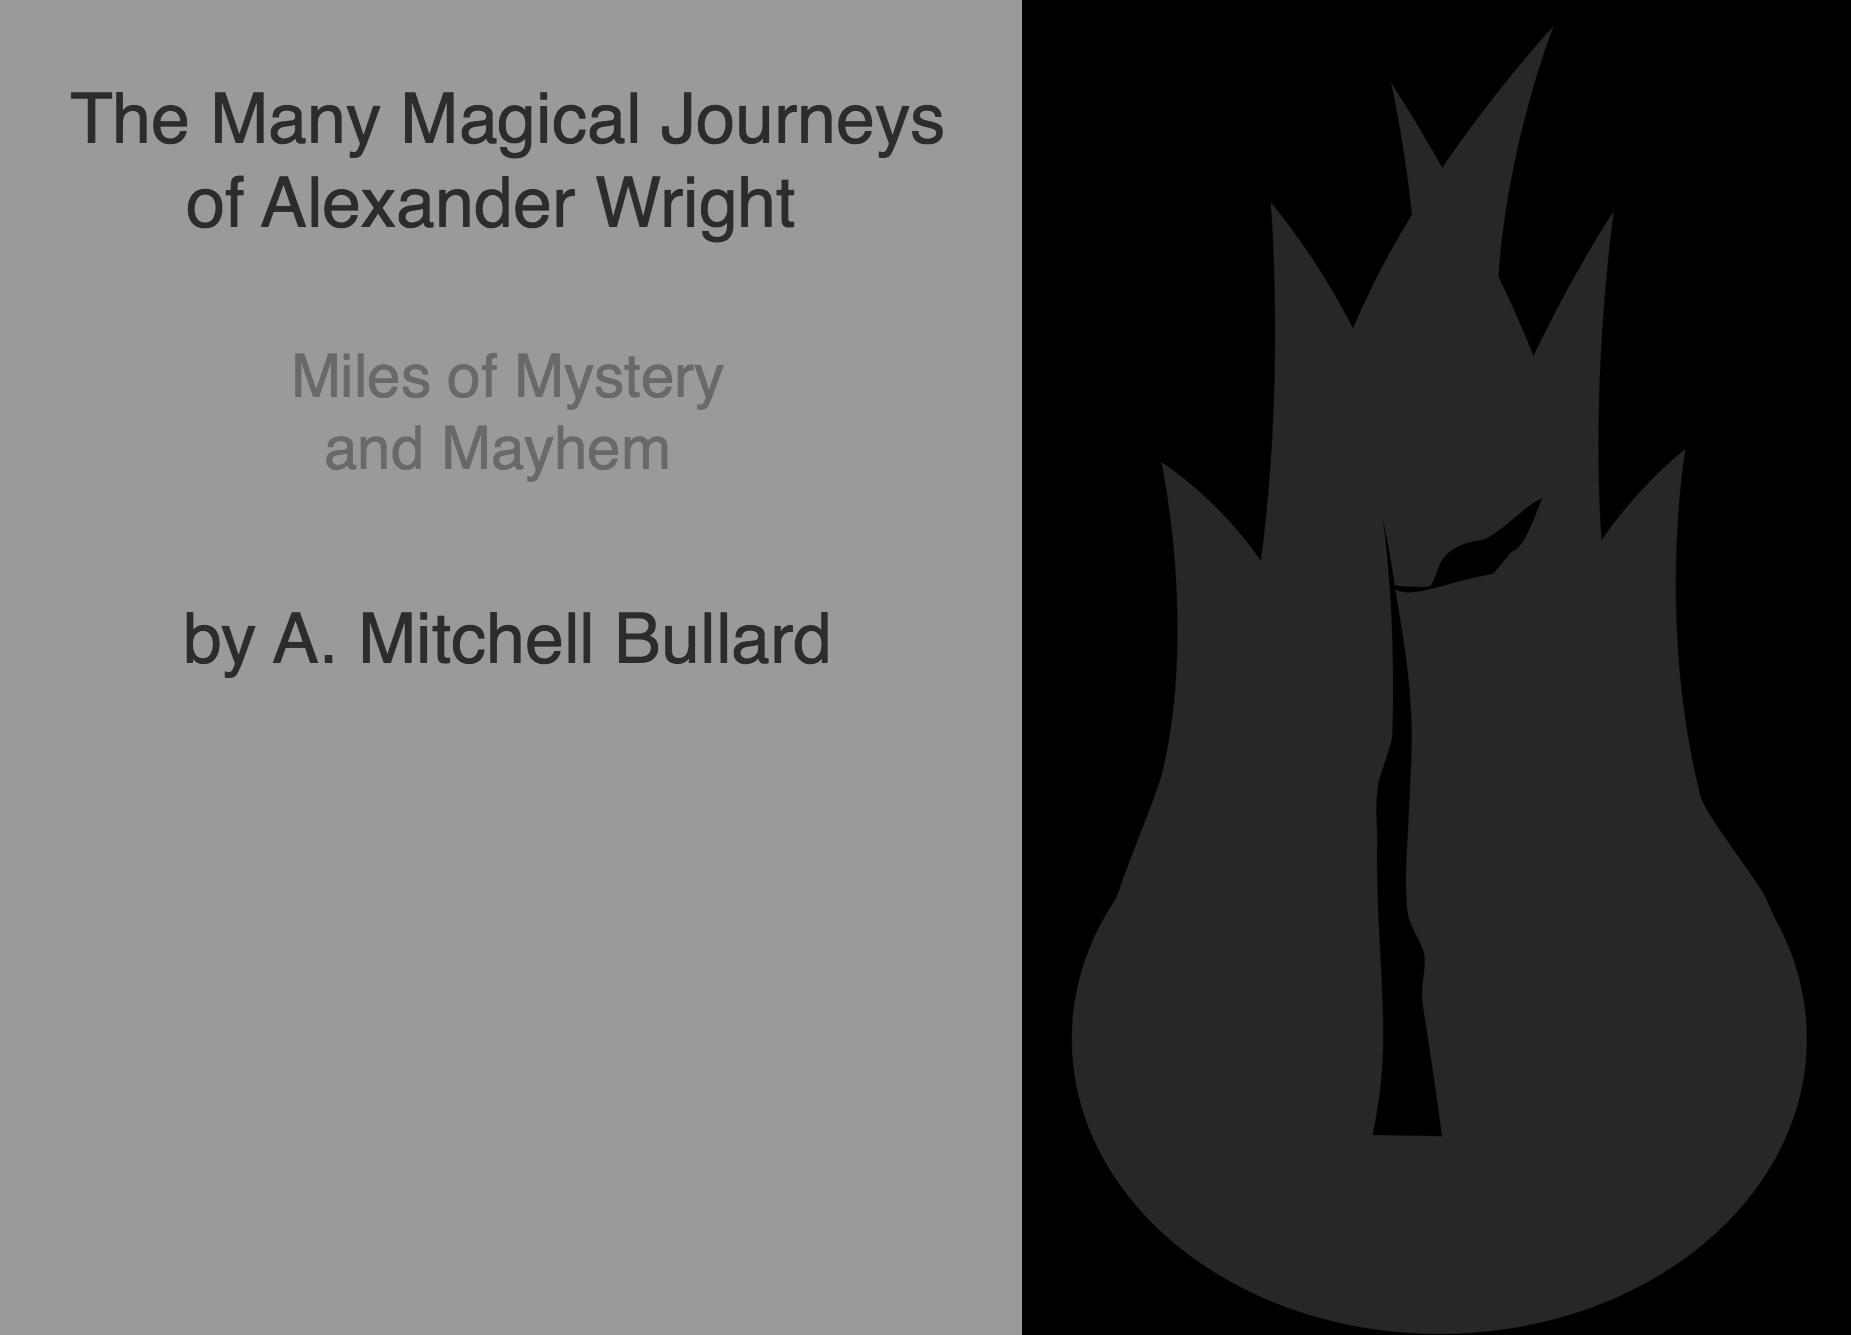 The Many Magical Journeys
of Alexander Wright
Miles of Mystery
and Mayhem
by A. Mitchell Bullard